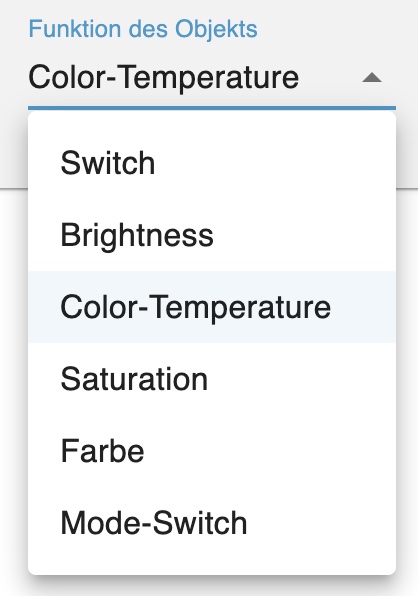 Funktion des Objekts
Color-Temperature
Switch
Brightness
Color-Temperature
Saturation
Farbe
Mode-Switch